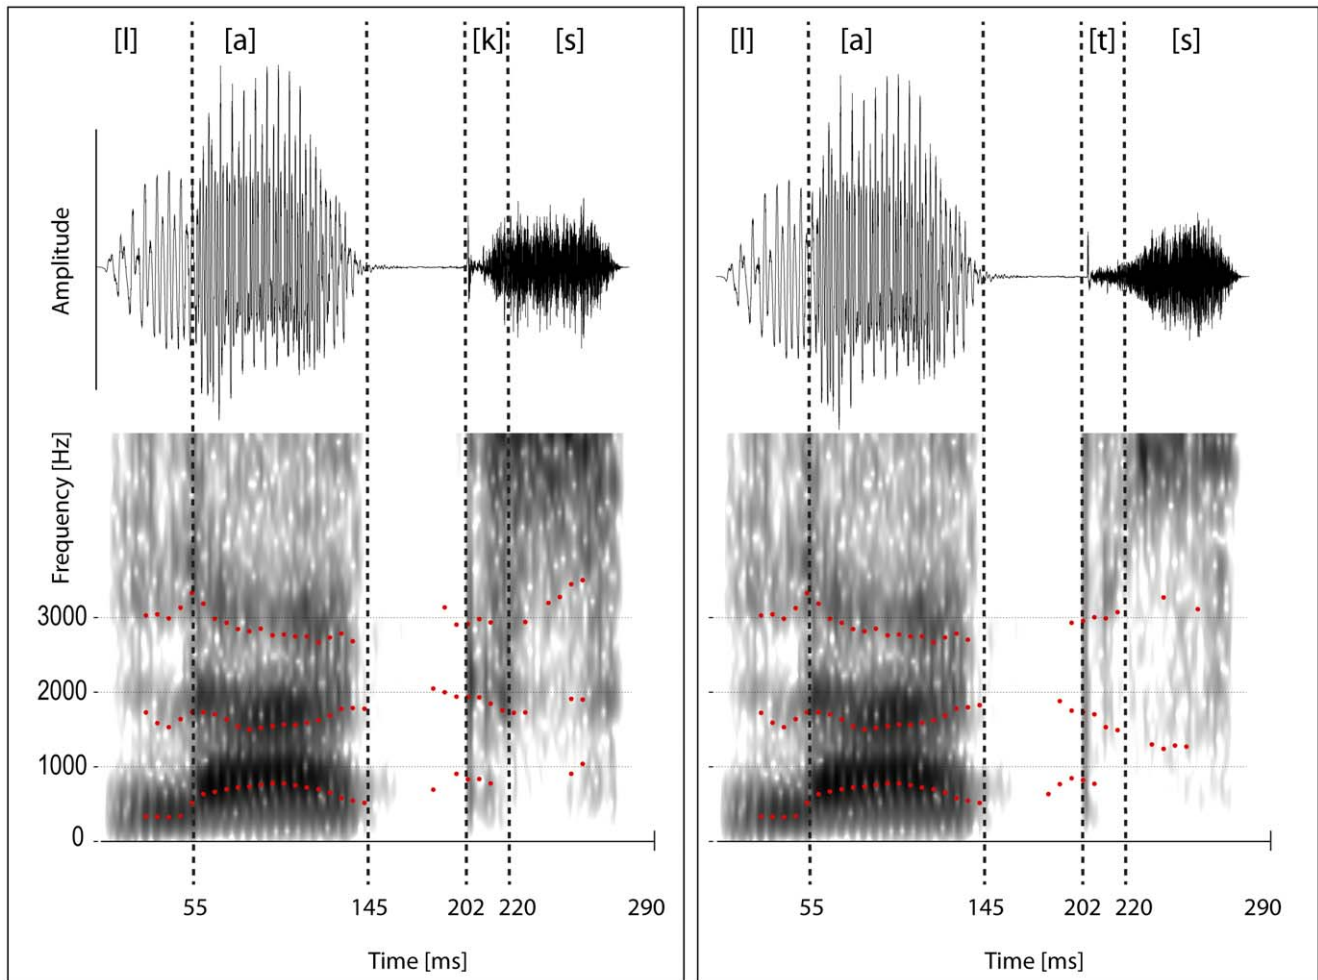 [l] [a] [k] [s]
Amplitude
Frequency [Hz]
3000
2000
1000
0
55 145 202 220 290
Time [ms]
[l] [a] [t] [s]
55 145 202 220 290
Time [ms]